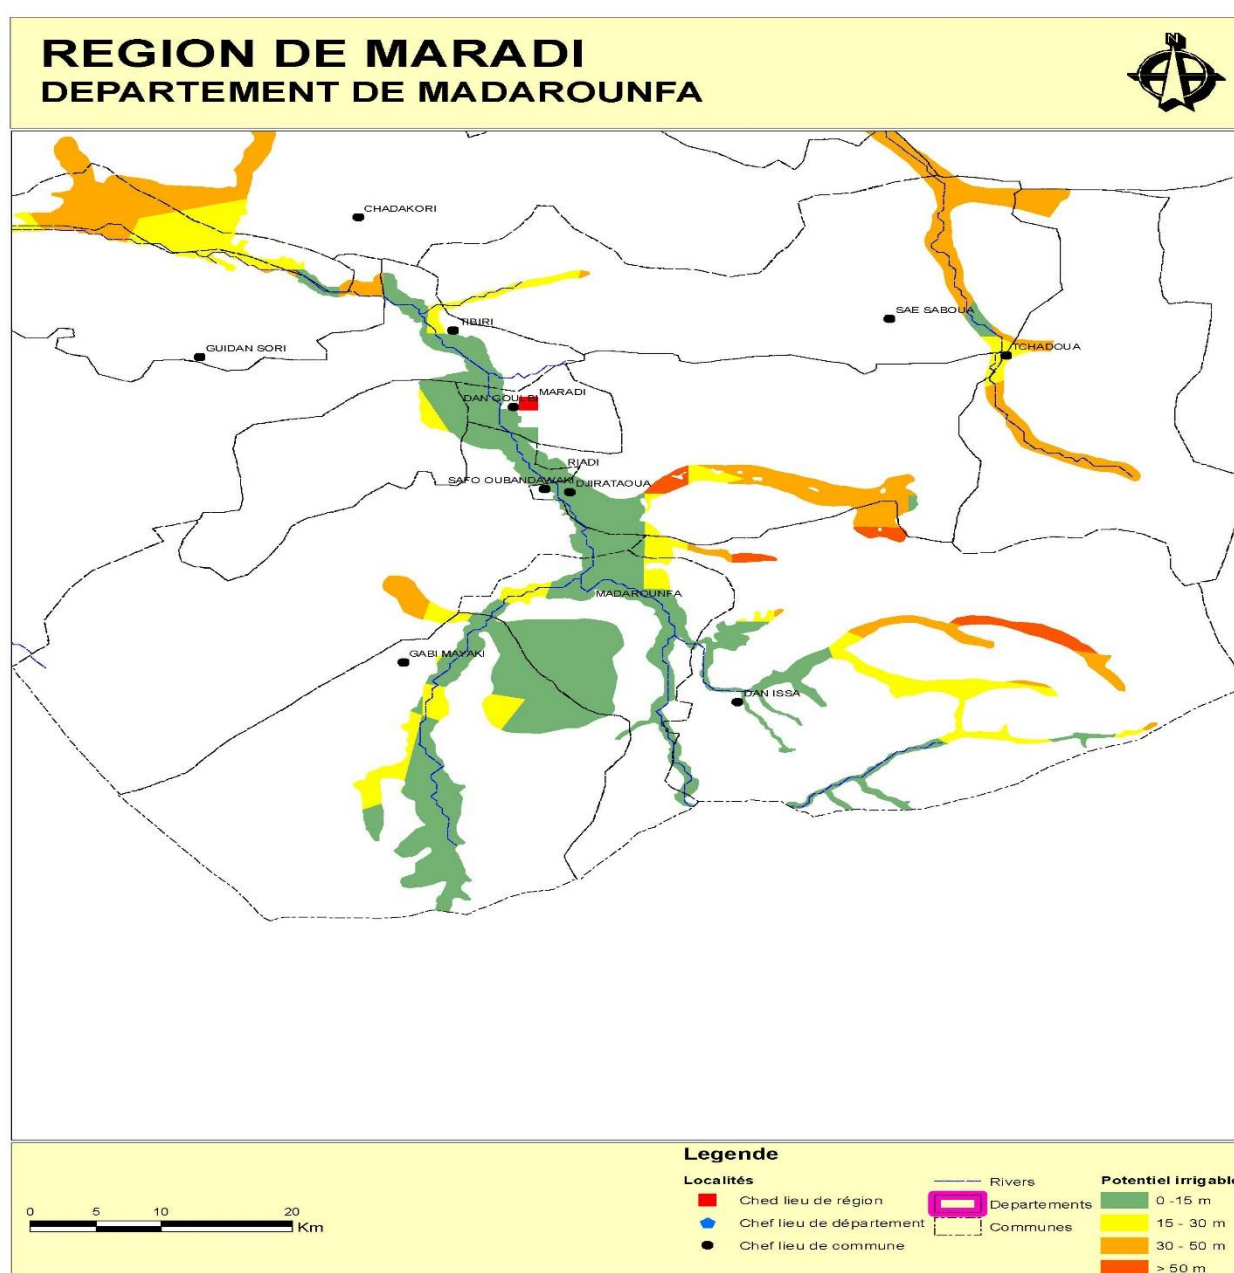 REGION DE MARADI
DEPARTEMENT DE MADAROUNFA
N
CHADAKORI
TIBIRI
SAE SABOUA
GUIDAN SORI
TCHADOUA
MARADI
DAN GOULBI
RIADI
SAFO OUBANDAWAKI
DJIRATAOUA
MADAROUNFA
GABI MAYAKI
DAN ISSA
Legende
Localités
Ched lieu de région
Chef lieu de département
Chef lieu de commune
Rivers
Departements
Communes
Potentiel irrigable
0 -15 m
15 - 30 m
30 - 50 m
> 50 m
0 5 10 20
Km